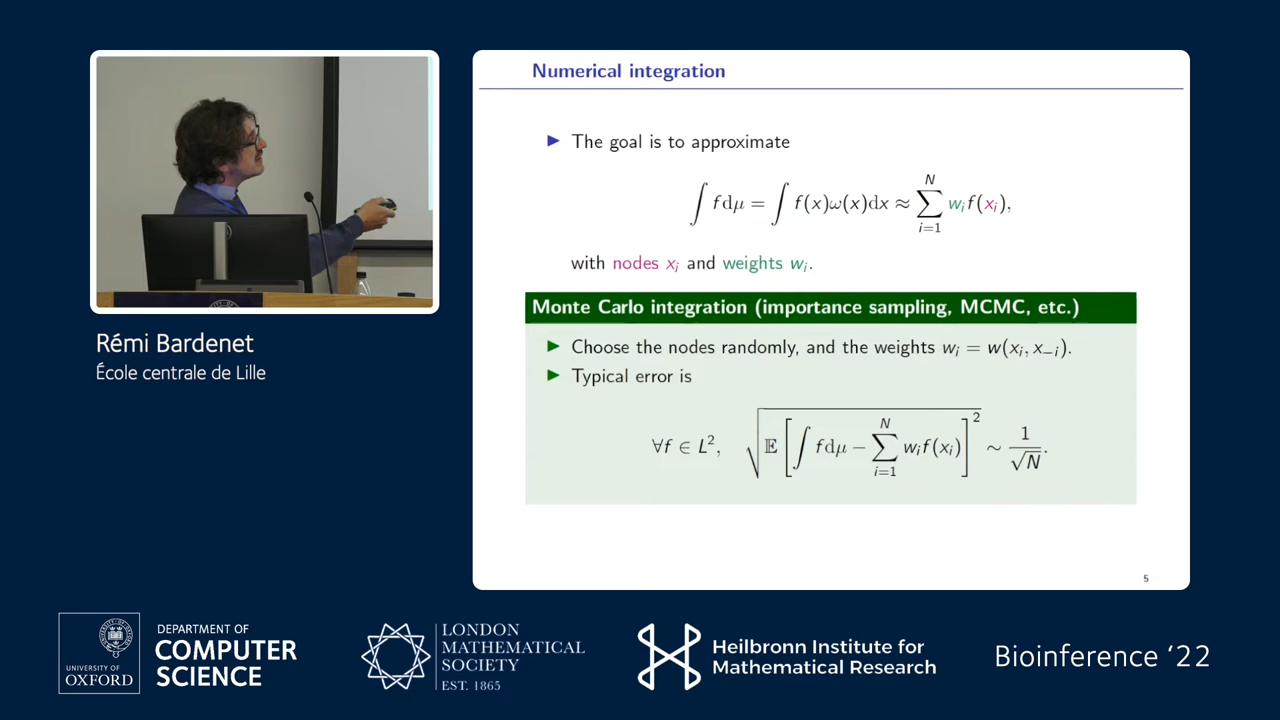 Numerical integration
▶ The goal is to approximate
∫ fdμ = ∫ f(x)ω(x)dx ≈ ∑_{i=1}^{N} w_i f(x_i),
with nodes x_i and weights w_i.
Monte Carlo integration (importance sampling, MCMC, etc.)
▶ Choose the nodes randomly, and the weights w_i = w(x_i, x_{−i}).
▶ Typical error is
∀f ∈ L², √(𝔼[∫ fdμ − ∑_{i=1}^{N} w_i f(x_i)]²) ∼ 1/√N.
5
Rémi Bardenet
École centrale de Lille
UNIVERSITY OF
OXFORD
DEPARTMENT OF
COMPUTER
SCIENCE
LONDON
MATHEMATICAL
SOCIETY
EST. 1865
Heilbronn Institute for
Mathematical Research
Bioinference ‘22